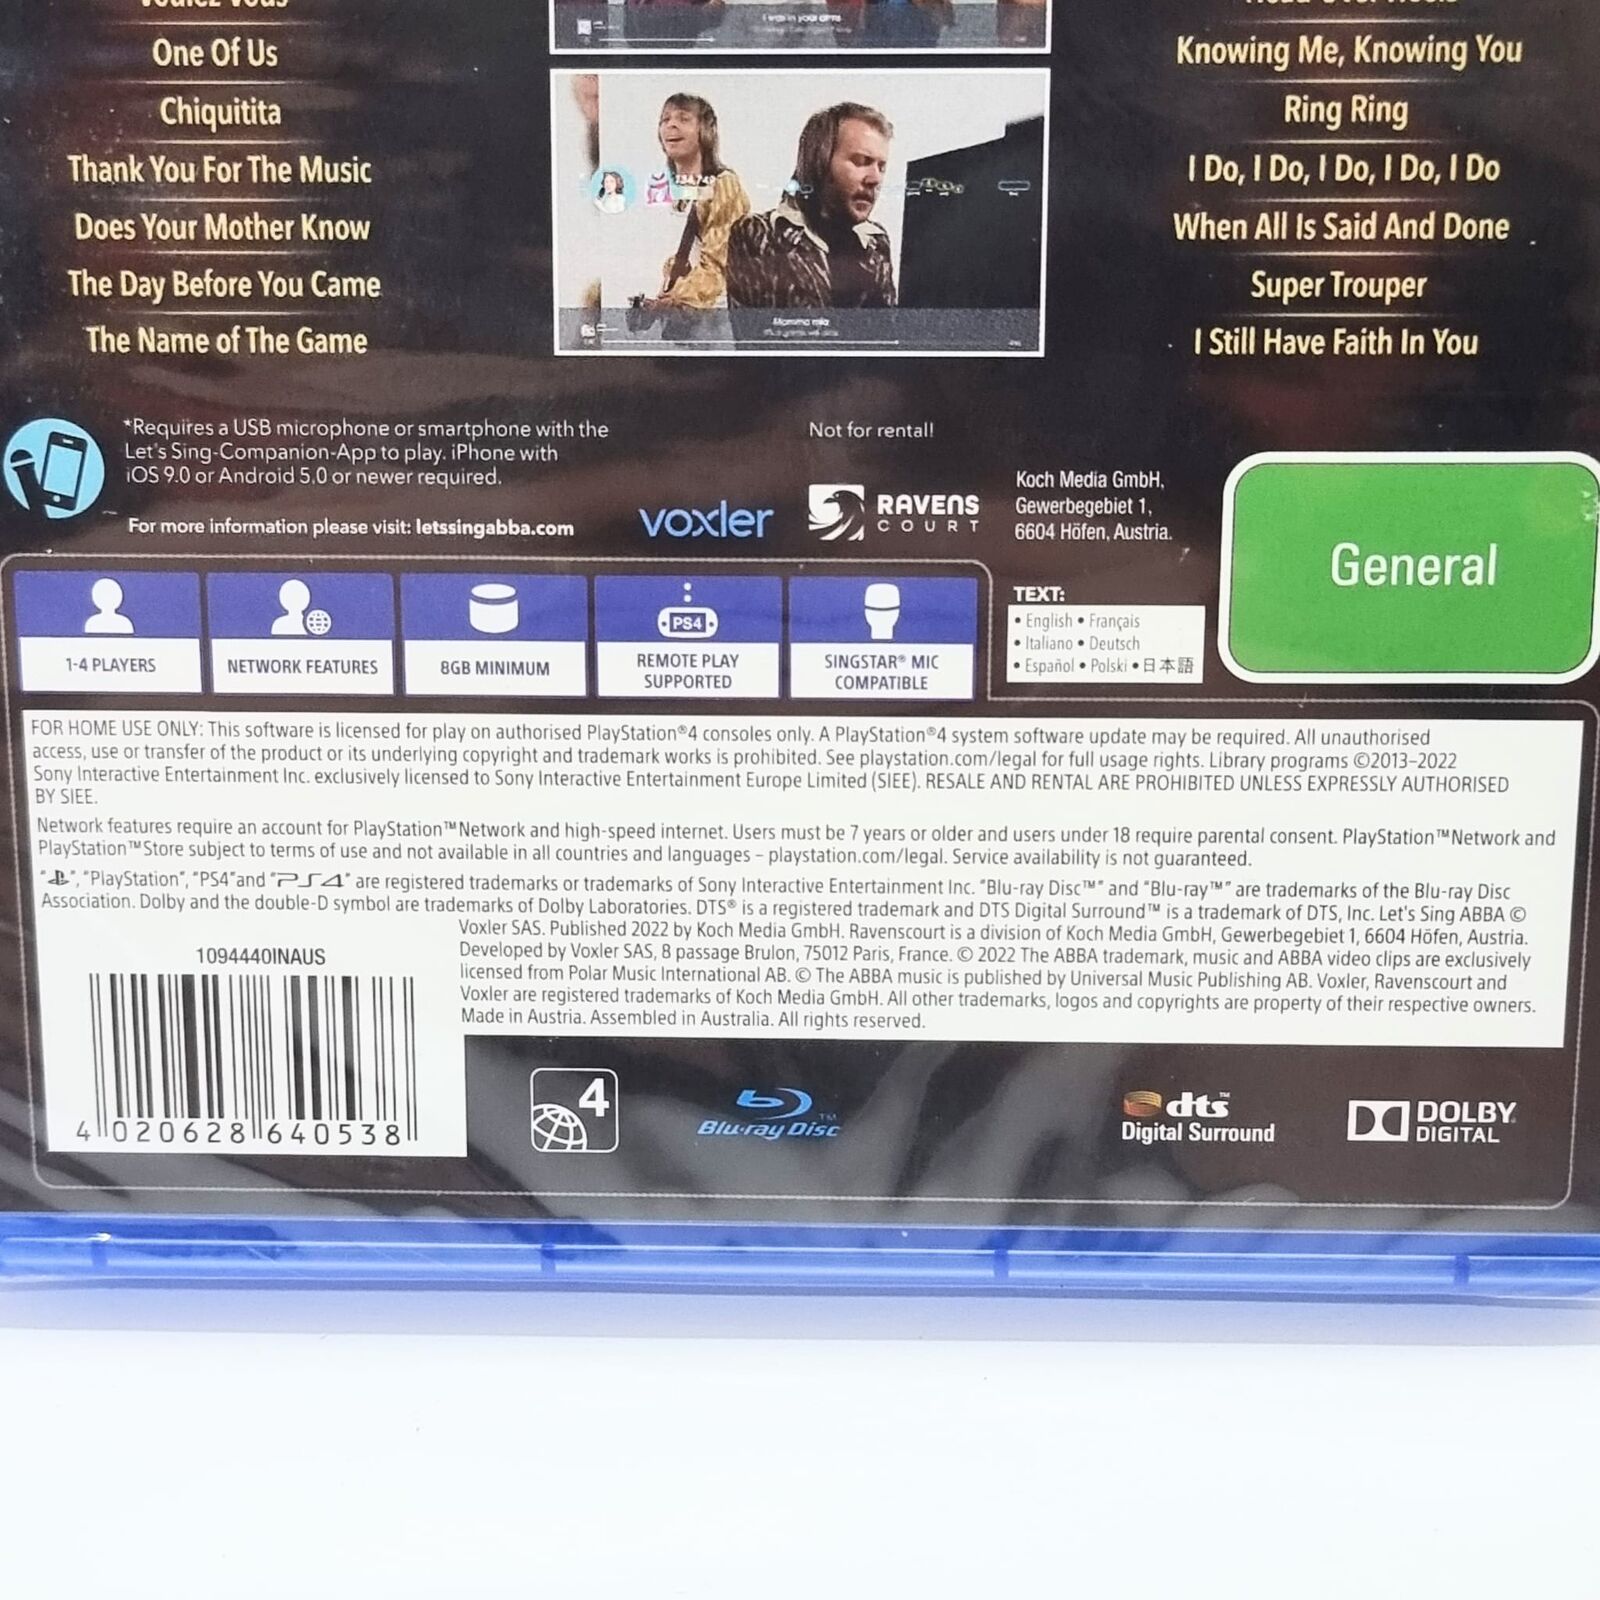 Voulez Vous
One Of Us
Chiquitita
Thank You For The Music
Does Your Mother Know
The Day Before You Came
The Name of The Game
I was in your arms
134,749
Mamma mia
Head Over Heels
Knowing Me, Knowing You
Ring Ring
I Do, I Do, I Do, I Do, I Do
When All Is Said And Done
Super Trouper
I Still Have Faith In You
*Requires a USB microphone or smartphone with the
Let's Sing-Companion-App to play. iPhone with
iOS 9.0 or Android 5.0 or newer required.
For more information please visit: letssingabba.com
voxler
Not for rental!
RAVENS
COURT
Koch Media GmbH,
Gewerbegebiet 1,
6604 Höfen, Austria.
General
1-4 PLAYERS
NETWORK FEATURES
8GB MINIMUM
PS4
REMOTE PLAY
SUPPORTED
SINGSTAR® MIC
COMPATIBLE
TEXT:
• English • Français
• Italiano • Deutsch
• Español • Polski • 日本語
FOR HOME USE ONLY: This software is licensed for play on authorised PlayStation®4 consoles only. A PlayStation®4 system software update may be required. All unauthorised
access, use or transfer of the product or its underlying copyright and trademark works is prohibited. See playstation.com/legal for full usage rights. Library programs ©2013–2022
Sony Interactive Entertainment Inc. exclusively licensed to Sony Interactive Entertainment Europe Limited (SIEE). RESALE AND RENTAL ARE PROHIBITED UNLESS EXPRESSLY AUTHORISED
BY SIEE.
Network features require an account for PlayStation™Network and high-speed internet. Users must be 7 years or older and users under 18 require parental consent. PlayStation™Network and
PlayStation™Store subject to terms of use and not available in all countries and languages – playstation.com/legal. Service availability is not guaranteed.
"", "PlayStation", "PS4" and "PS4" are registered trademarks or trademarks of Sony Interactive Entertainment Inc. "Blu-ray Disc™" and "Blu-ray™" are trademarks of the Blu-ray Disc
Association. Dolby and the double-D symbol are trademarks of Dolby Laboratories. DTS® is a registered trademark and DTS Digital Surround™ is a trademark of DTS, Inc. Let's Sing ABBA ©
Voxler SAS. Published 2022 by Koch Media GmbH. Ravenscourt is a division of Koch Media GmbH, Gewerbegebiet 1, 6604 Höfen, Austria.
Developed by Voxler SAS, 8 passage Brulon, 75012 Paris, France. © 2022 The ABBA trademark, music and ABBA video clips are exclusively
licensed from Polar Music International AB. © The ABBA music is published by Universal Music Publishing AB. Voxler, Ravenscourt and
Voxler are registered trademarks of Koch Media GmbH. All other trademarks, logos and copyrights are property of their respective owners.
Made in Austria. Assembled in Australia. All rights reserved.
1094440INAUS
4 020628 640538
4
Blu-ray Disc™
dts™
Digital Surround
DOLBY®
DIGITAL